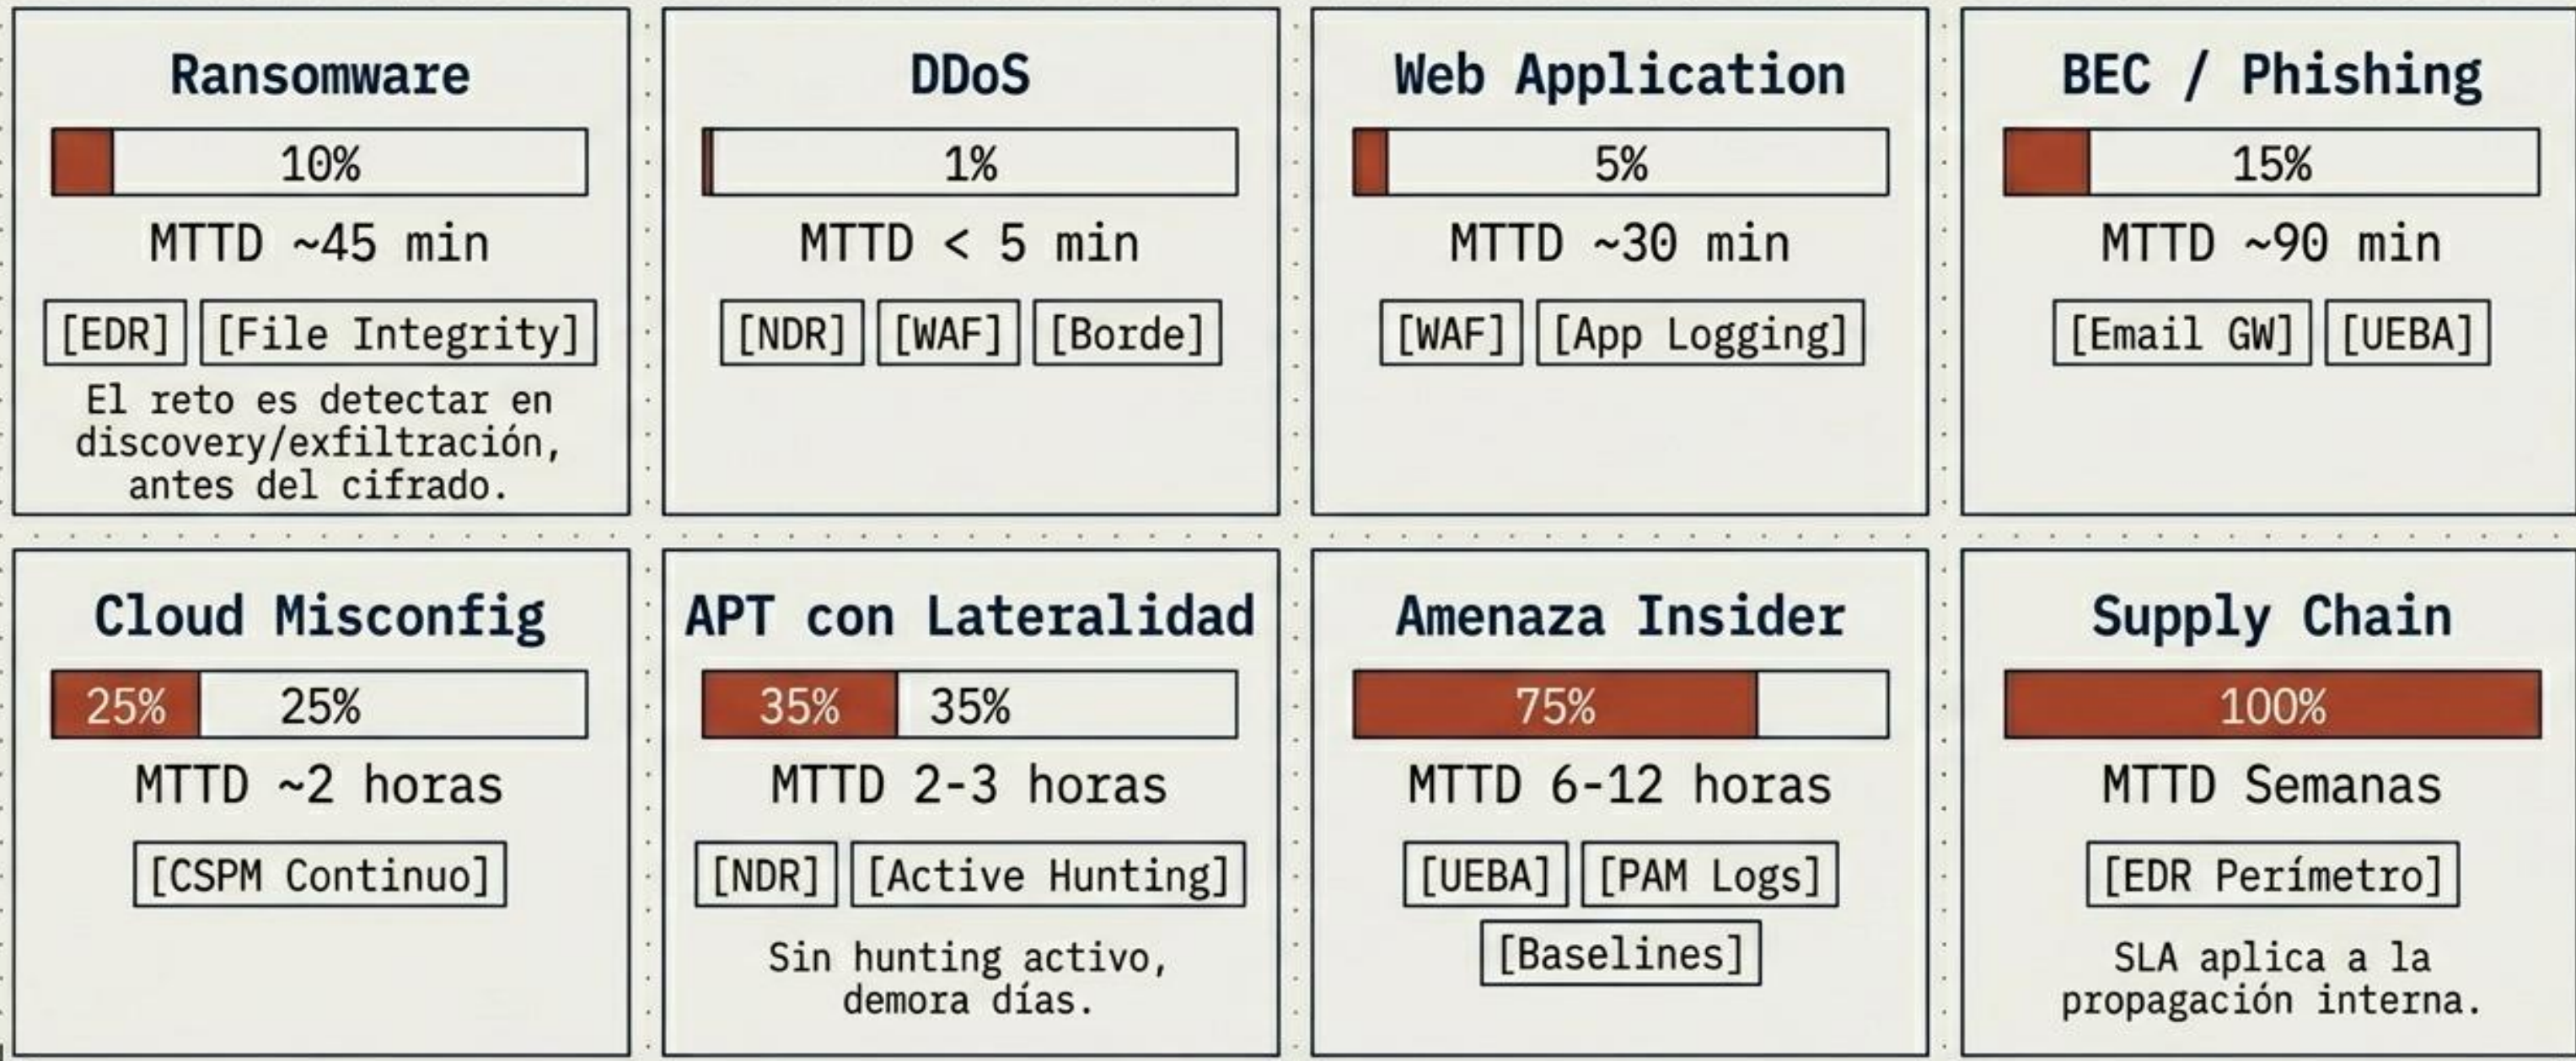 Ransomware
10%
MTTD ~45 min
[EDR] [File Integrity]
El reto es detectar en
discovery/exfiltración,
antes del cifrado.
DDoS
1%
MTTD < 5 min
[NDR] [WAF] [Borde]
Web Application
5%
MTTD ~30 min
[WAF] [App Logging]
BEC / Phishing
15%
MTTD ~90 min
[Email GW] [UEBA]
Cloud Misconfig
25% 25%
MTTD ~2 horas
[CSPM Continuo]
APT con Lateralidad
35% 35%
MTTD 2-3 horas
[NDR] [Active Hunting]
Sin hunting activo,
demora días.
Amenaza Insider
75%
MTTD 6-12 horas
[UEBA] [PAM Logs]
[Baselines]
Supply Chain
100%
MTTD Semanas
[EDR Perímetro]
SLA aplica a la
propagación interna.